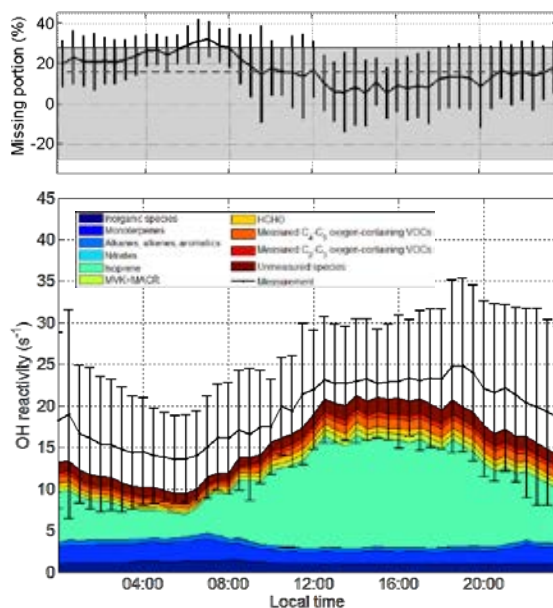 40
20
0
-20
Missing portion (%)
45
40
35
30
25
20
15
10
5
0
OH reactivity (s⁻¹)
Inorganic species
Monoterpenes
Alkanes, alkenes, aromatics
Nitrates
Isoprene
MVK+MACR
HCHO
Measured C₄-C₅ oxygen-containing VOCs
Measured C₂-C₃ oxygen-containing VOCs
Unmeasured species
Measurement
04:00 08:00 12:00 16:00 20:00
Local time